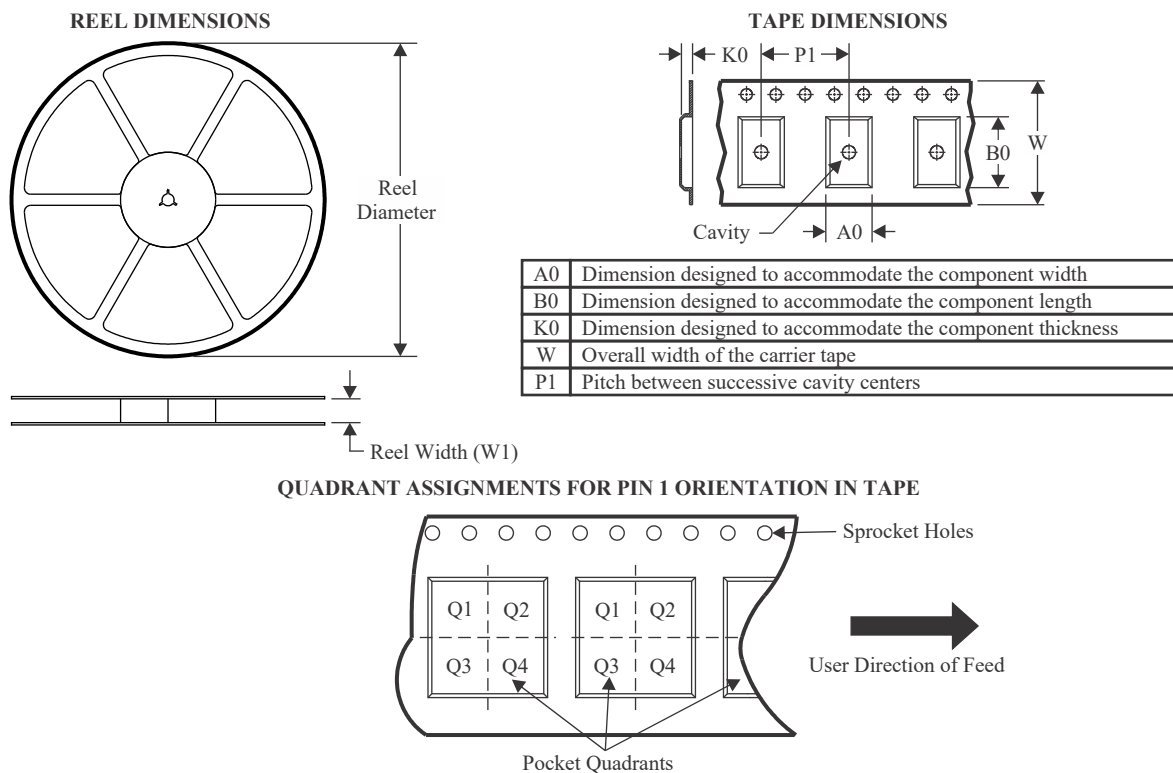 REEL DIMENSIONS
Reel
Diameter
Reel Width (W1)
TAPE DIMENSIONS
K0
P1
B0
W
Cavity
A0
A0 Dimension designed to accommodate the component width
B0 Dimension designed to accommodate the component length
K0 Dimension designed to accommodate the component thickness
W Overall width of the carrier tape
P1 Pitch between successive cavity centers
QUADRANT ASSIGNMENTS FOR PIN 1 ORIENTATION IN TAPE
Sprocket Holes
Q1 Q2 Q1 Q2
Q3 Q4 Q3 Q4
User Direction of Feed
Pocket Quadrants